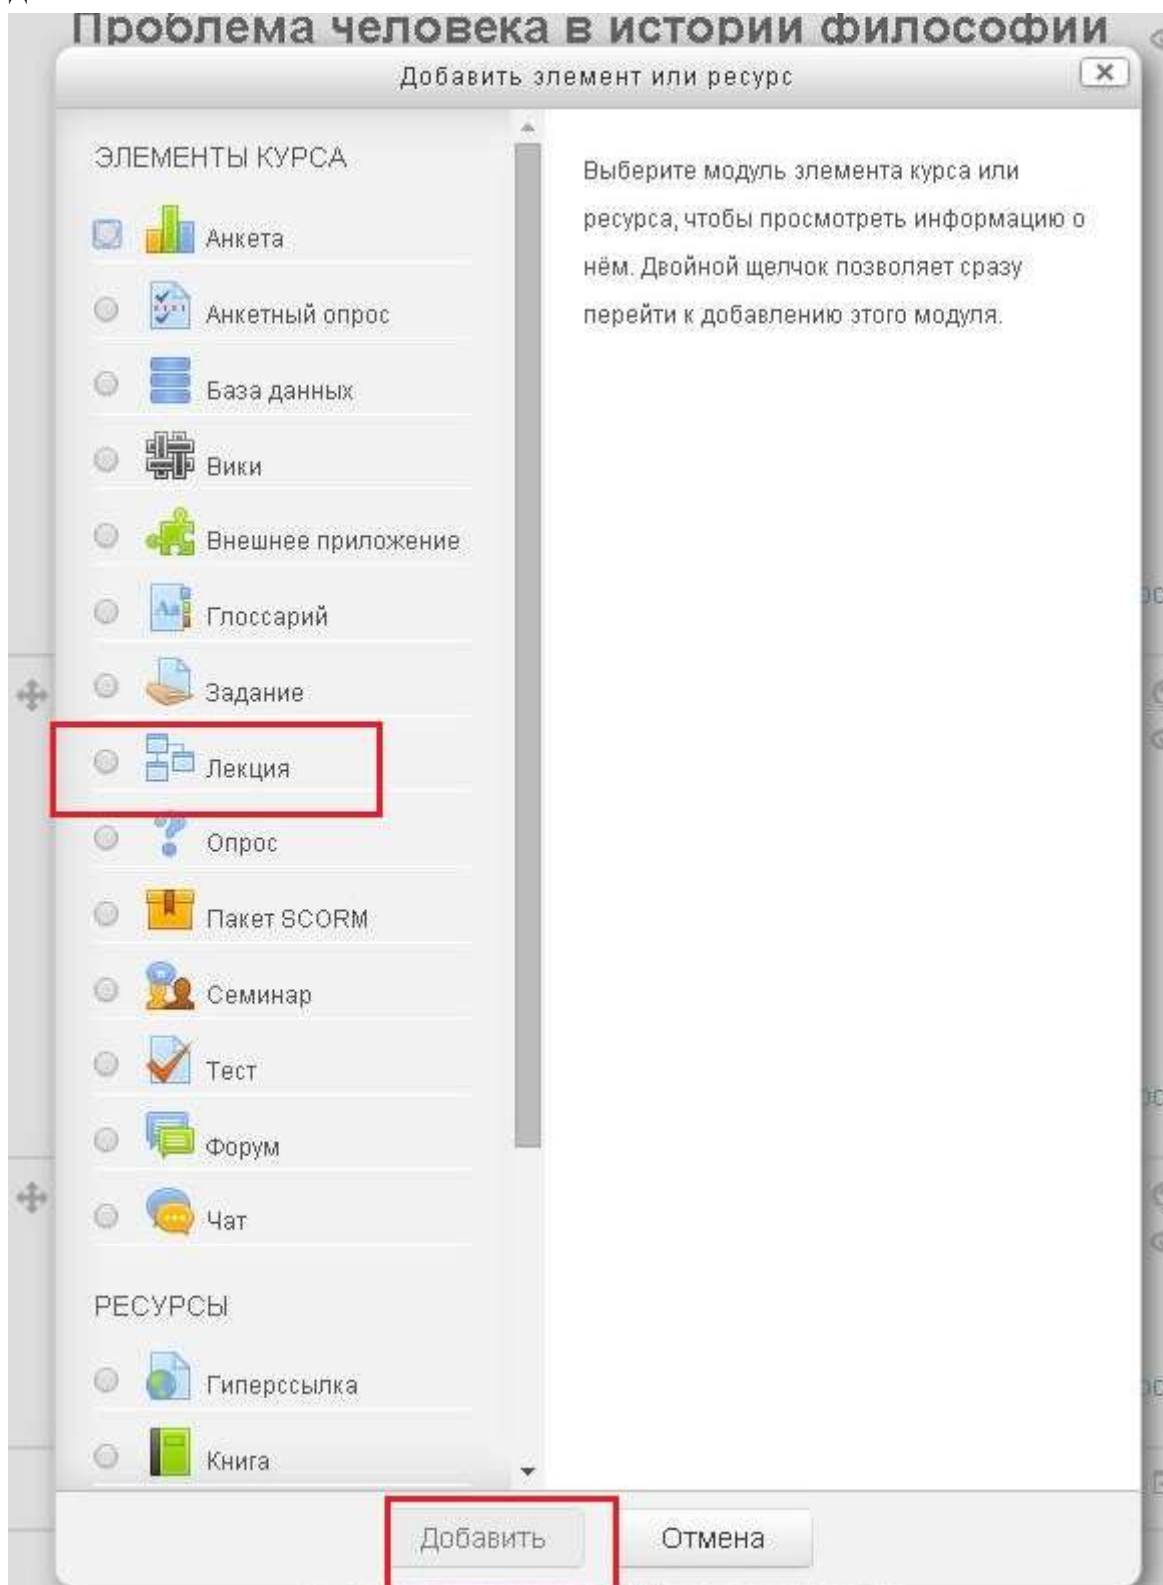 Проблема человека в истории философии
Добавить элемент или ресурс
ЭЛЕМЕНТЫ КУРСА
Анкета
Анкетный опрос
База данных
Вики
Внешнее приложение
Глоссарий
Задание
Лекция
Опрос
Пакет SCORM
Семинар
Тест
Форум
Чат
РЕСУРСЫ
Гиперссылка
Книга
Выберите модуль элемента курса или
ресурса, чтобы просмотреть информацию о
нём. Двойной щелчок позволяет сразу
перейти к добавлению этого модуля.
Добавить
Отмена